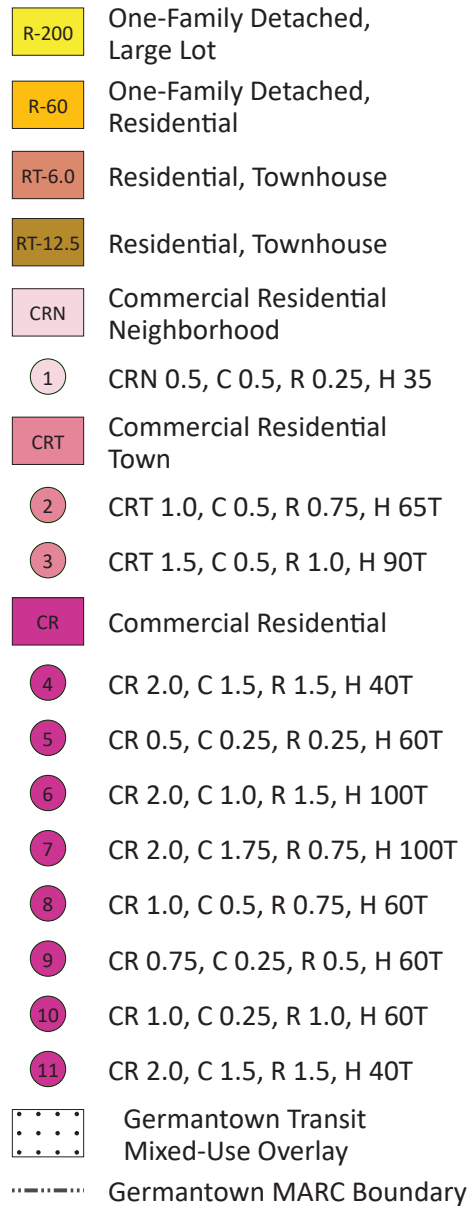 R-200 One-Family Detached,
Large Lot
R-60 One-Family Detached,
Residential
RT-6.0 Residential, Townhouse
RT-12.5 Residential, Townhouse
CRN Commercial Residential
Neighborhood
1 CRN 0.5, C 0.5, R 0.25, H 35
CRT Commercial Residential
Town
2 CRT 1.0, C 0.5, R 0.75, H 65T
3 CRT 1.5, C 0.5, R 1.0, H 90T
CR Commercial Residential
4 CR 2.0, C 1.5, R 1.5, H 40T
5 CR 0.5, C 0.25, R 0.25, H 60T
6 CR 2.0, C 1.0, R 1.5, H 100T
7 CR 2.0, C 1.75, R 0.75, H 100T
8 CR 1.0, C 0.5, R 0.75, H 60T
9 CR 0.75, C 0.25, R 0.5, H 60T
10 CR 1.0, C 0.25, R 1.0, H 60T
11 CR 2.0, C 1.5, R 1.5, H 40T
Germantown Transit
Mixed-Use Overlay
Germantown MARC Boundary